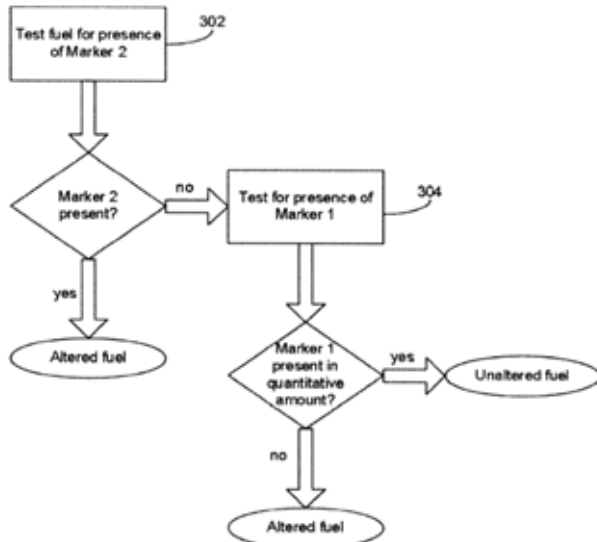 Test fuel for presence
of Marker 2
302
Marker 2
present?
no
Test for presence of
Marker 1
304
yes
Altered fuel
Marker 1
present in
quantitative
amount?
yes
Unaltered fuel
no
Altered fuel